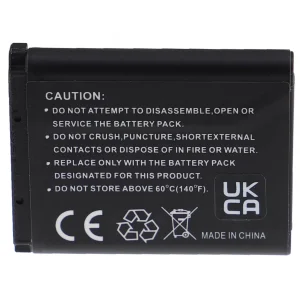 CAUTION:
• DO NOT ATTEMPT TO DISASSEMBLE,OPEN OR
SERVICE THE BATTERY PACK.
• DO NOT CRUSH,PUNCTURE,SHORTEXTERNAL
CONTACTS OR DISPOSE IN FIRE OR WATER.
• REPLACE ONLY WITH THE BATTERY PACK
DESIGNATED FOR THIS PRODUCT.
• DO NOT STORE ABOVE 60°C(140°F).
CE
UK
CA
MADE IN CHINA